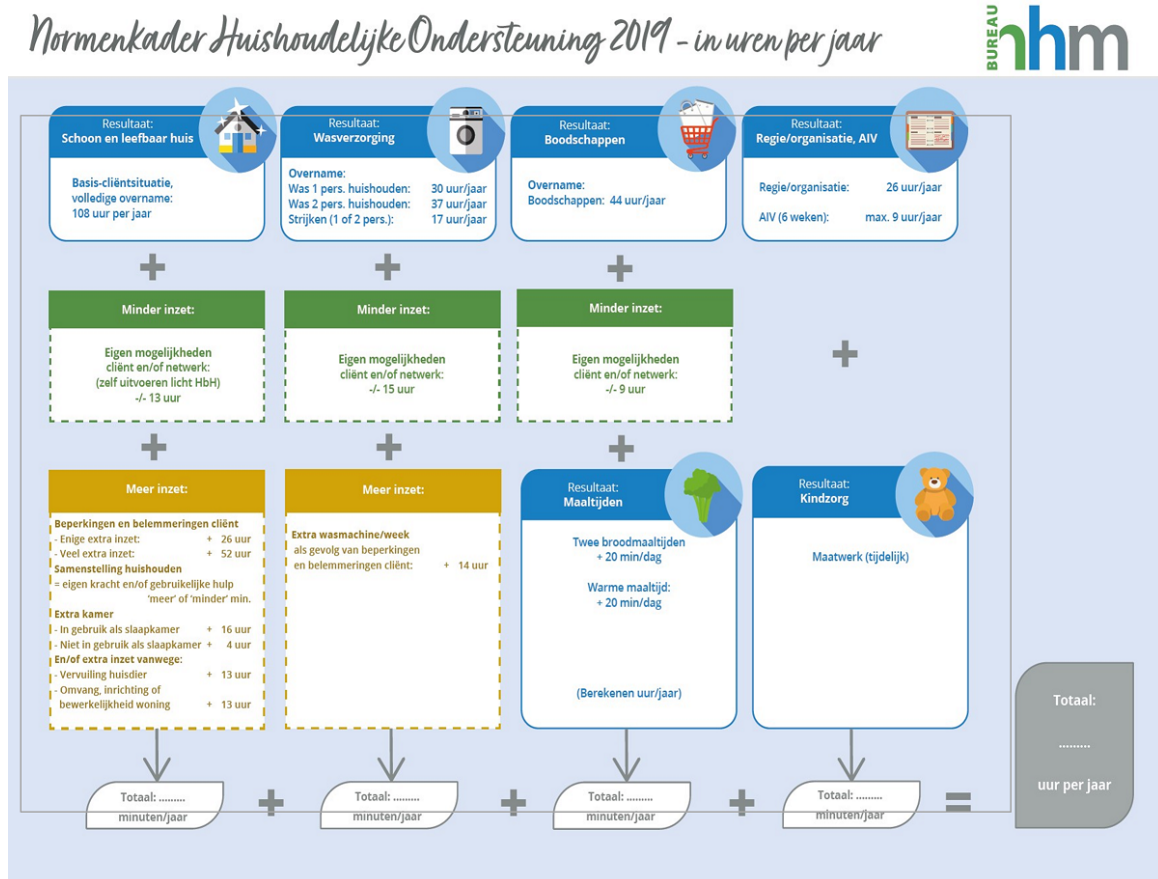 Normenkader Huishoudelijke Ondersteuning 2019 - in uren per jaar
BUREAU
nhm
Resultaat:
Schoon en leefbaar huis
Basis-cliëntsituatie,
volledige overname:
108 uur per jaar
Resultaat:
Wasverzorging
Overname:
Was 1 pers. huishouden: 30 uur/jaar
Was 2 pers. huishouden: 37 uur/jaar
Strijken (1 of 2 pers.): 17 uur/jaar
Resultaat:
Boodschappen
Overname:
Boodschappen: 44 uur/jaar
Resultaat:
Regie/organisatie, AIV
Regie/organisatie: 26 uur/jaar
AIV (6 weken): max. 9 uur/jaar
+
+
+
Minder inzet:
Eigen mogelijkheden
cliënt en/of netwerk:
(zelf uitvoeren licht HbH)
-/- 13 uur
Minder inzet:
Eigen mogelijkheden
cliënt en/of netwerk:
-/- 15 uur
Minder inzet:
Eigen mogelijkheden
cliënt en/of netwerk:
-/- 9 uur
+
+
+
+
Meer inzet:
Beperkingen en belemmeringen cliënt
- Enige extra inzet: + 26 uur
- Veel extra inzet: + 52 uur
Samenstelling huishouden
= eigen kracht en/of gebruikelijke hulp
'meer' of 'minder' min.
Extra kamer
- In gebruik als slaapkamer + 16 uur
- Niet in gebruik als slaapkamer + 4 uur
En/of extra inzet vanwege:
- Vervuiling huisdier + 13 uur
- Omvang, inrichting of
bewerkelijkheid woning + 13 uur
Meer inzet:
Extra wasmachine/week
als gevolg van beperkingen
en belemmeringen cliënt: + 14 uur
Resultaat:
Maaltijden
Twee broodmaaltijden
+ 20 min/dag
Warme maaltijd:
+ 20 min/dag
(Berekenen uur/jaar)
Resultaat:
Kindzorg
Maatwerk (tijdelijk)
Totaal: .........
minuten/jaar
+
Totaal: .........
minuten/jaar
+
Totaal: .........
minuten/jaar
+
Totaal: .........
minuten/jaar
=
Totaal:
.........
uur per jaar